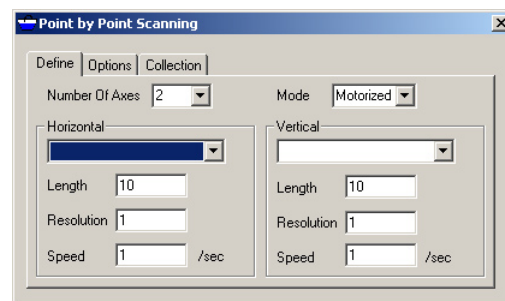 Point by Point Scanning
Define Options Collection
Number Of Axes 2 Mode Motorized
Horizontal
Length 10
Resolution 1
Speed 1 /sec
Vertical
Length 10
Resolution 1
Speed 1 /sec